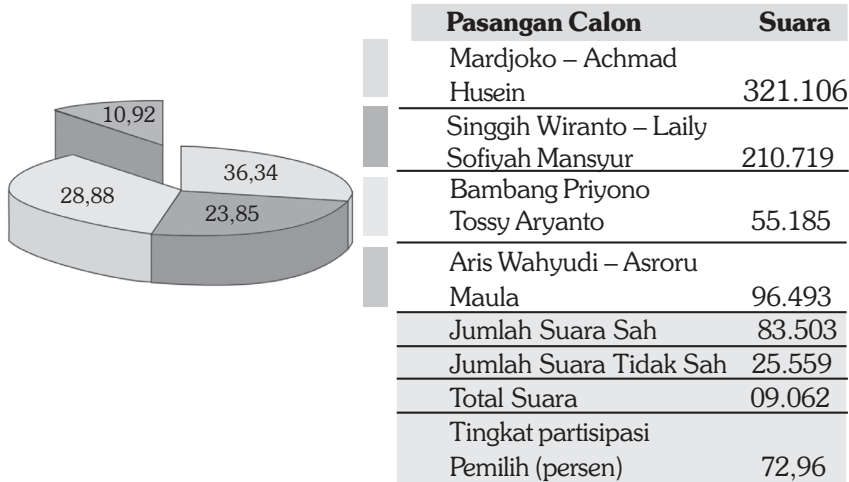 10,92
36,34
28,88
23,85
Pasangan Calon Suara
Mardjoko – Achmad
Husein 321.106
Singgih Wiranto – Laily
Sofiyah Mansyur 210.719
Bambang Priyono
Tossy Aryanto 55.185
Aris Wahyudi – Asroru
Maula 96.493
Jumlah Suara Sah 83.503
Jumlah Suara Tidak Sah 25.559
Total Suara 09.062
Tingkat partisipasi
Pemilih (persen) 72,96